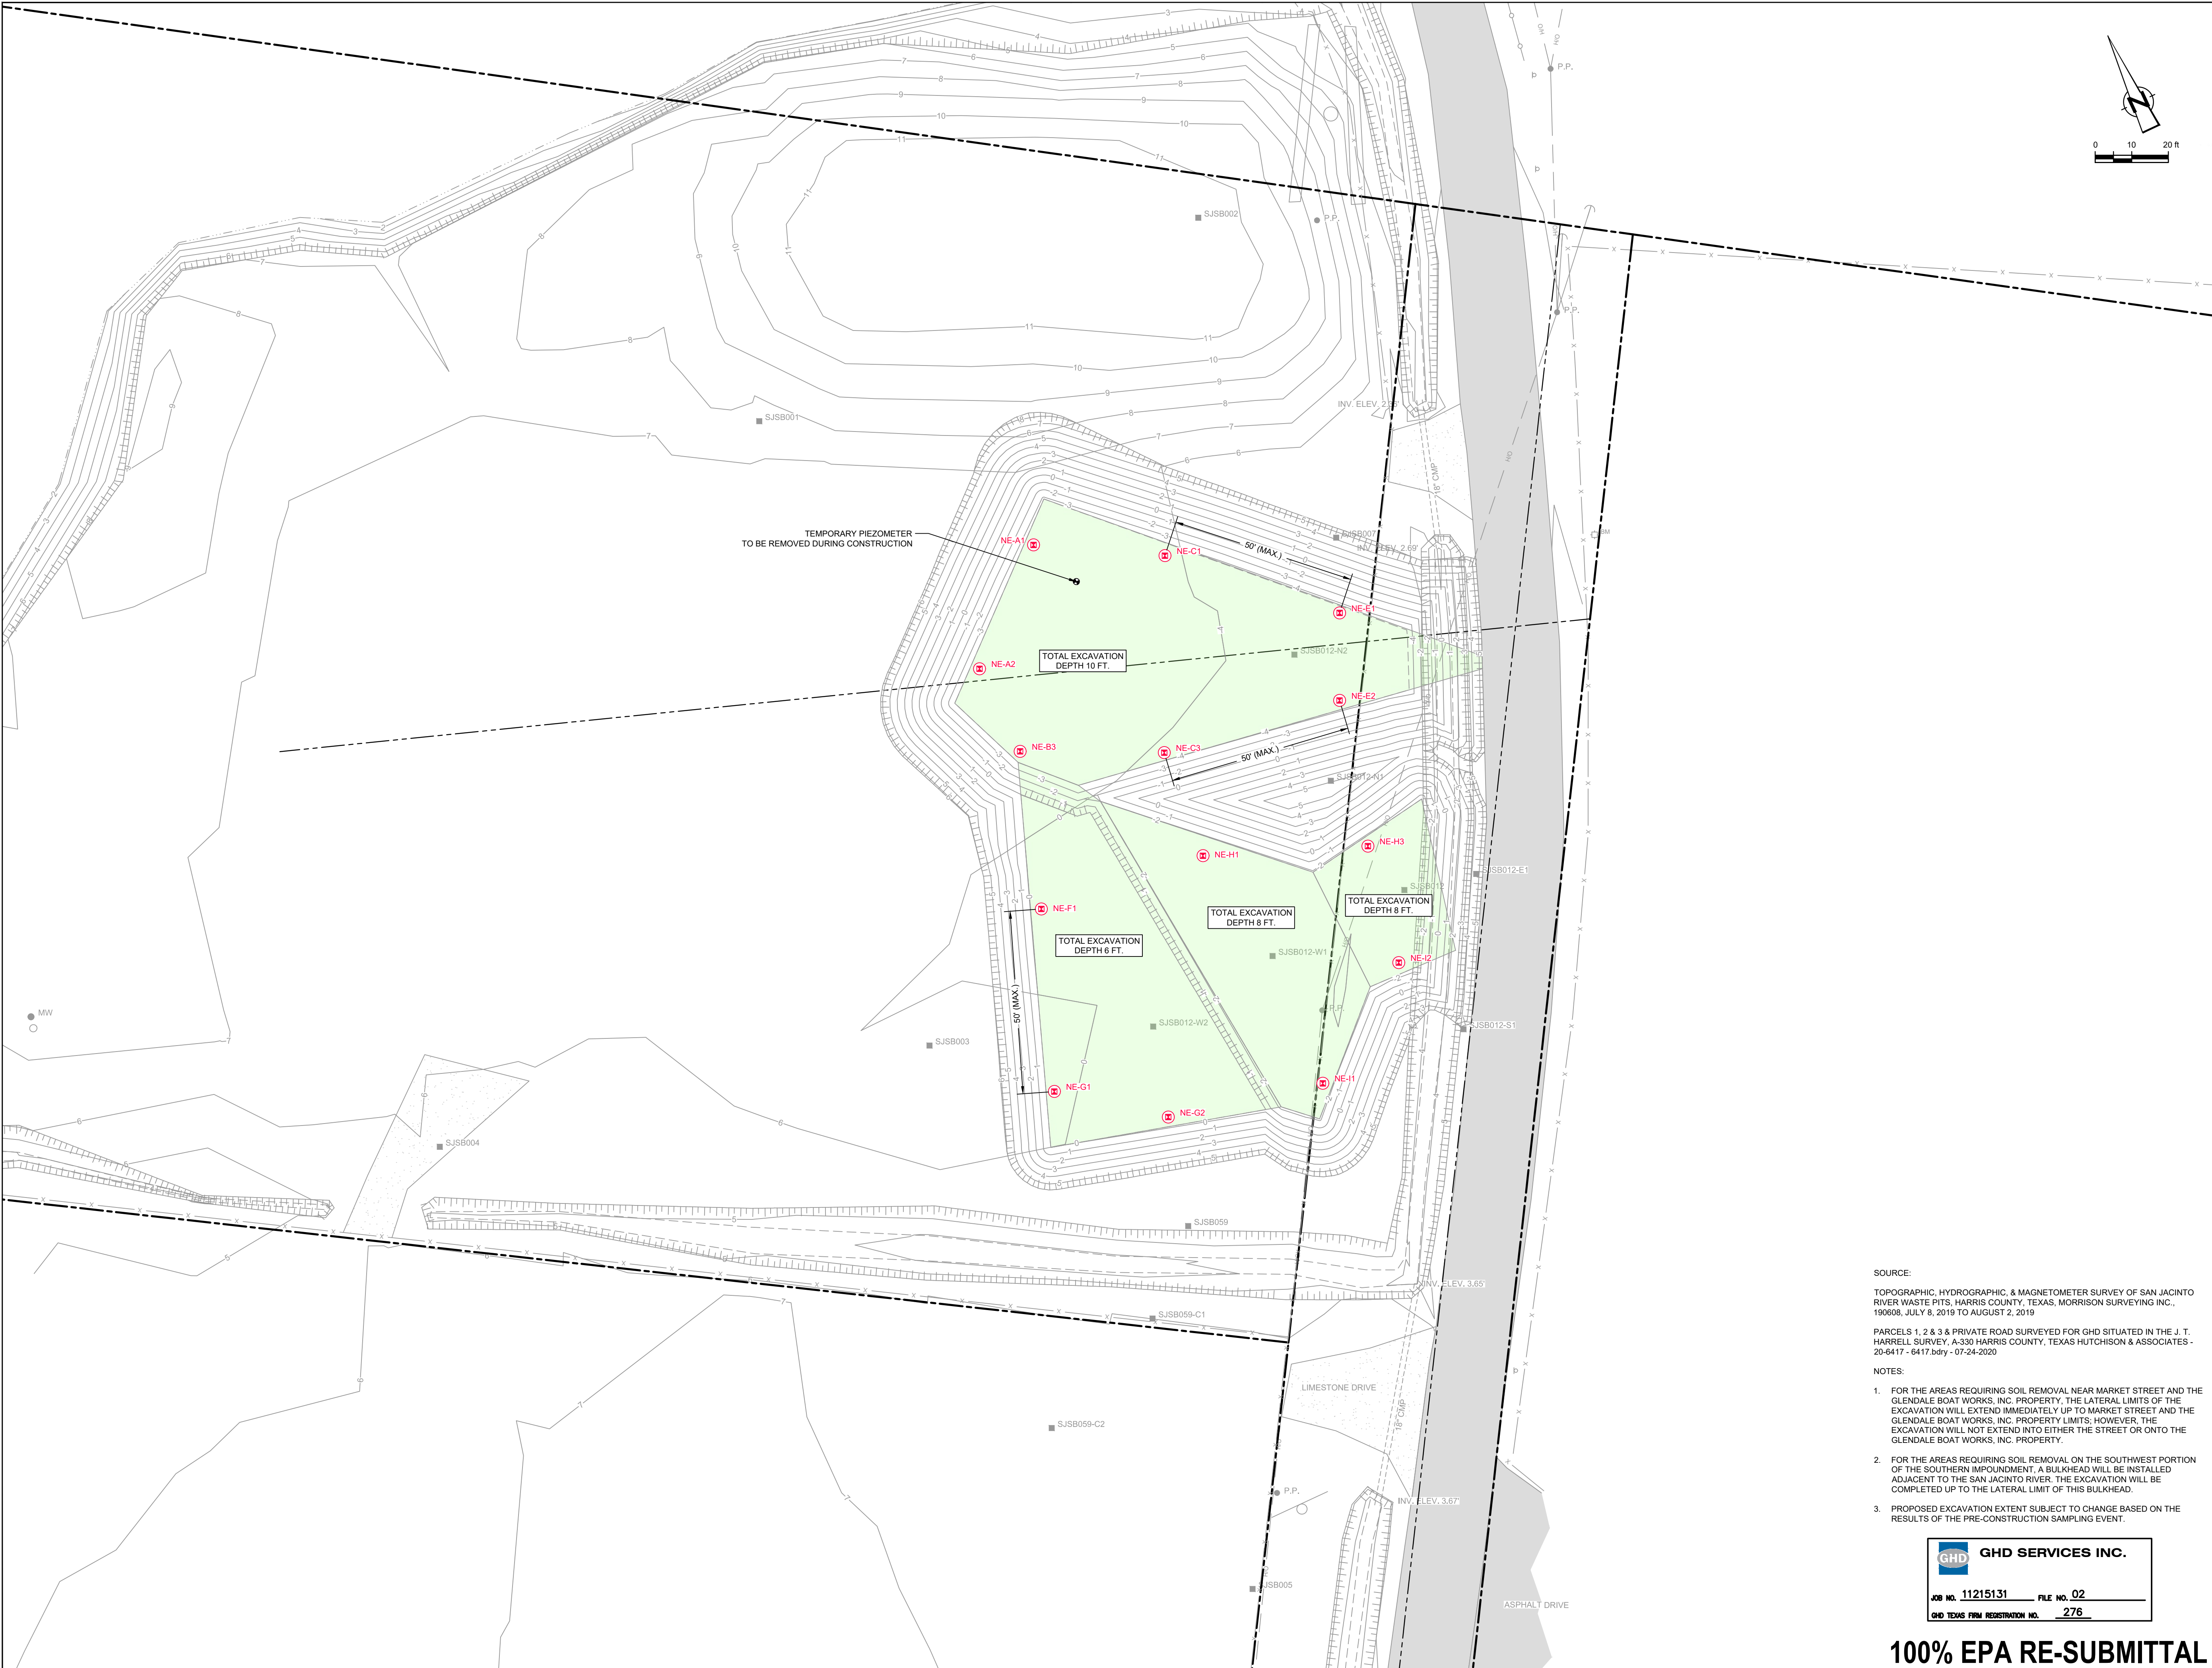 0 10 20 ft
N
P.P.
SJSB002
P.P.
P.P.
INV. ELEV.
SJSB001
18" CMP
TEMPORARY PIEZOMETER
TO BE REMOVED DURING CONSTRUCTION
SJSB007
INV. ELEV. 2.69'
NE-A1
NE-C1
50' (MAX.)
NE-E1
NE-A2
TOTAL EXCAVATION
DEPTH 10 FT.
SJSB012-N2
NE-E2
NE-B3
NE-C3
50' (MAX.)
SJSB012-N1
NE-H1
NE-H3
SJSB012-E1
SJSB012
TOTAL EXCAVATION
DEPTH 8 FT.
TOTAL EXCAVATION
DEPTH 8 FT.
NE-F1
TOTAL EXCAVATION
DEPTH 6 FT.
SJSB012-W1
NE-I2
50' (MAX.)
MW
P.P.
SJSB012-W2
SJSB012-S1
SJSB003
NE-G1
NE-I1
NE-G2
SJSB004
SJSB059
INV. ELEV. 3.65'
SJSB059-C1
LIMESTONE DRIVE
18" CMP
SJSB059-C2
P.P.
INV. ELEV. 3.67'
SJSB005
ASPHALT DRIVE
SOURCE:
TOPOGRAPHIC, HYDROGRAPHIC, & MAGNETOMETER SURVEY OF SAN JACINTO
RIVER WASTE PITS, HARRIS COUNTY, TEXAS, MORRISON SURVEYING INC.,
190608, JULY 8, 2019 TO AUGUST 2, 2019
PARCELS 1, 2 & 3 & PRIVATE ROAD SURVEYED FOR GHD SITUATED IN THE J. T.
HARRELL SURVEY, A-330 HARRIS COUNTY, TEXAS HUTCHISON & ASSOCIATES -
20-6417 - 6417.bdry - 07-24-2020
NOTES:
1. FOR THE AREAS REQUIRING SOIL REMOVAL NEAR MARKET STREET AND THE
GLENDALE BOAT WORKS, INC. PROPERTY, THE LATERAL LIMITS OF THE
EXCAVATION WILL EXTEND IMMEDIATELY UP TO MARKET STREET AND THE
GLENDALE BOAT WORKS, INC. PROPERTY LIMITS; HOWEVER, THE
EXCAVATION WILL NOT EXTEND INTO EITHER THE STREET OR ONTO THE
GLENDALE BOAT WORKS, INC. PROPERTY.
2. FOR THE AREAS REQUIRING SOIL REMOVAL ON THE SOUTHWEST PORTION
OF THE SOUTHERN IMPOUNDMENT, A BULKHEAD WILL BE INSTALLED
ADJACENT TO THE SAN JACINTO RIVER. THE EXCAVATION WILL BE
COMPLETED UP TO THE LATERAL LIMIT OF THIS BULKHEAD.
3. PROPOSED EXCAVATION EXTENT SUBJECT TO CHANGE BASED ON THE
RESULTS OF THE PRE-CONSTRUCTION SAMPLING EVENT.
GHD
GHD SERVICES INC.
JOB NO. 11215131 FILE NO. 02
GHD TEXAS FIRM REGISTRATION NO. 276
100% EPA RE-SUBMITTAL